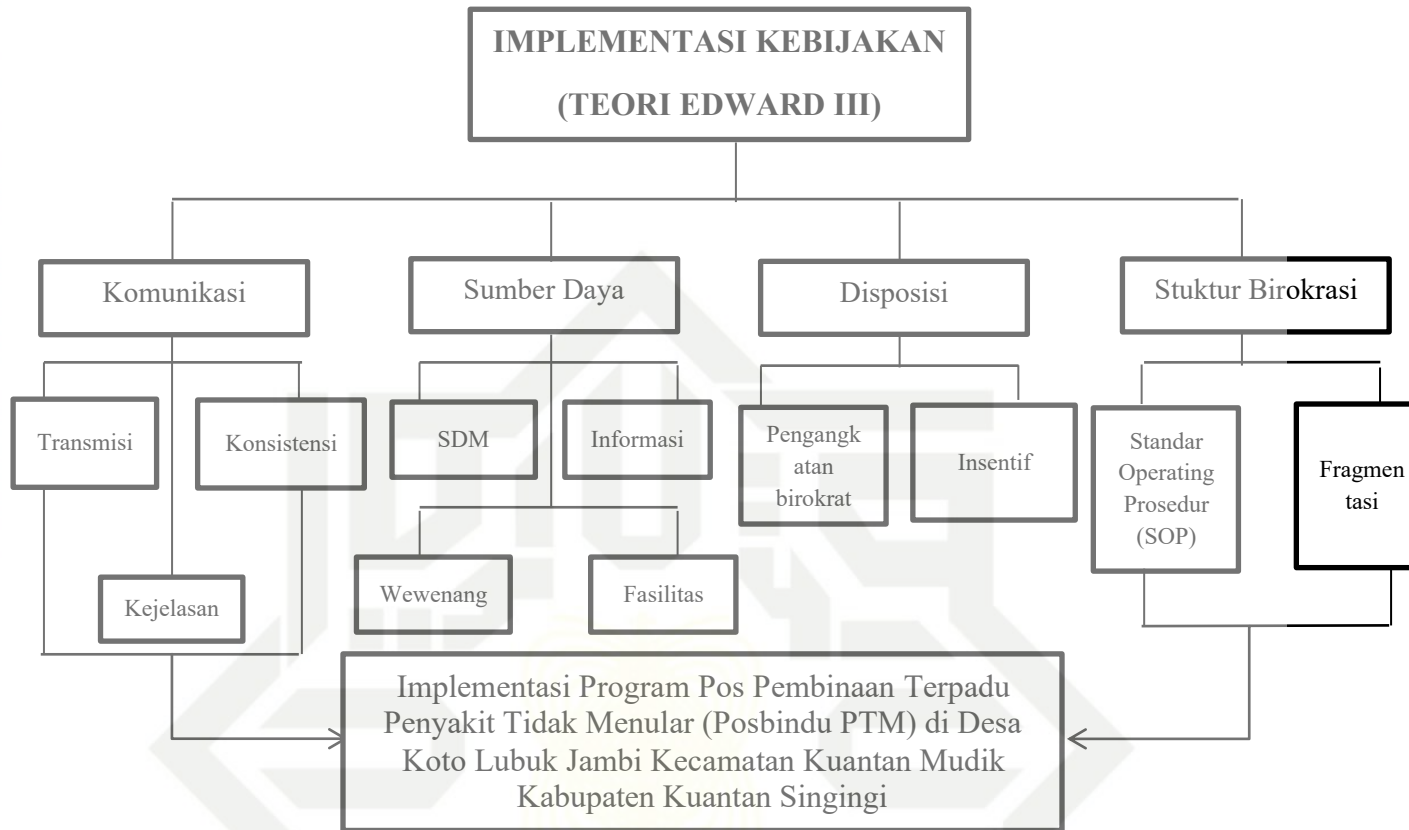 IMPLEMENTASI KEBIJAKAN
(TEORI EDWARD III)
Komunikasi
Sumber Daya
Disposisi
Stuktur Birokrasi
Transmisi
Konsistensi
Kejelasan
SDM
Informasi
Wewenang
Fasilitas
Pengangk
atan
birokrat
Insentif
Standar
Operating
Prosedur
(SOP)
Fragmen
tasi
Implementasi Program Pos Pembinaan Terpadu
Penyakit Tidak Menular (Posbindu PTM) di Desa
Koto Lubuk Jambi Kecamatan Kuantan Mudik
Kabupaten Kuantan Singingi